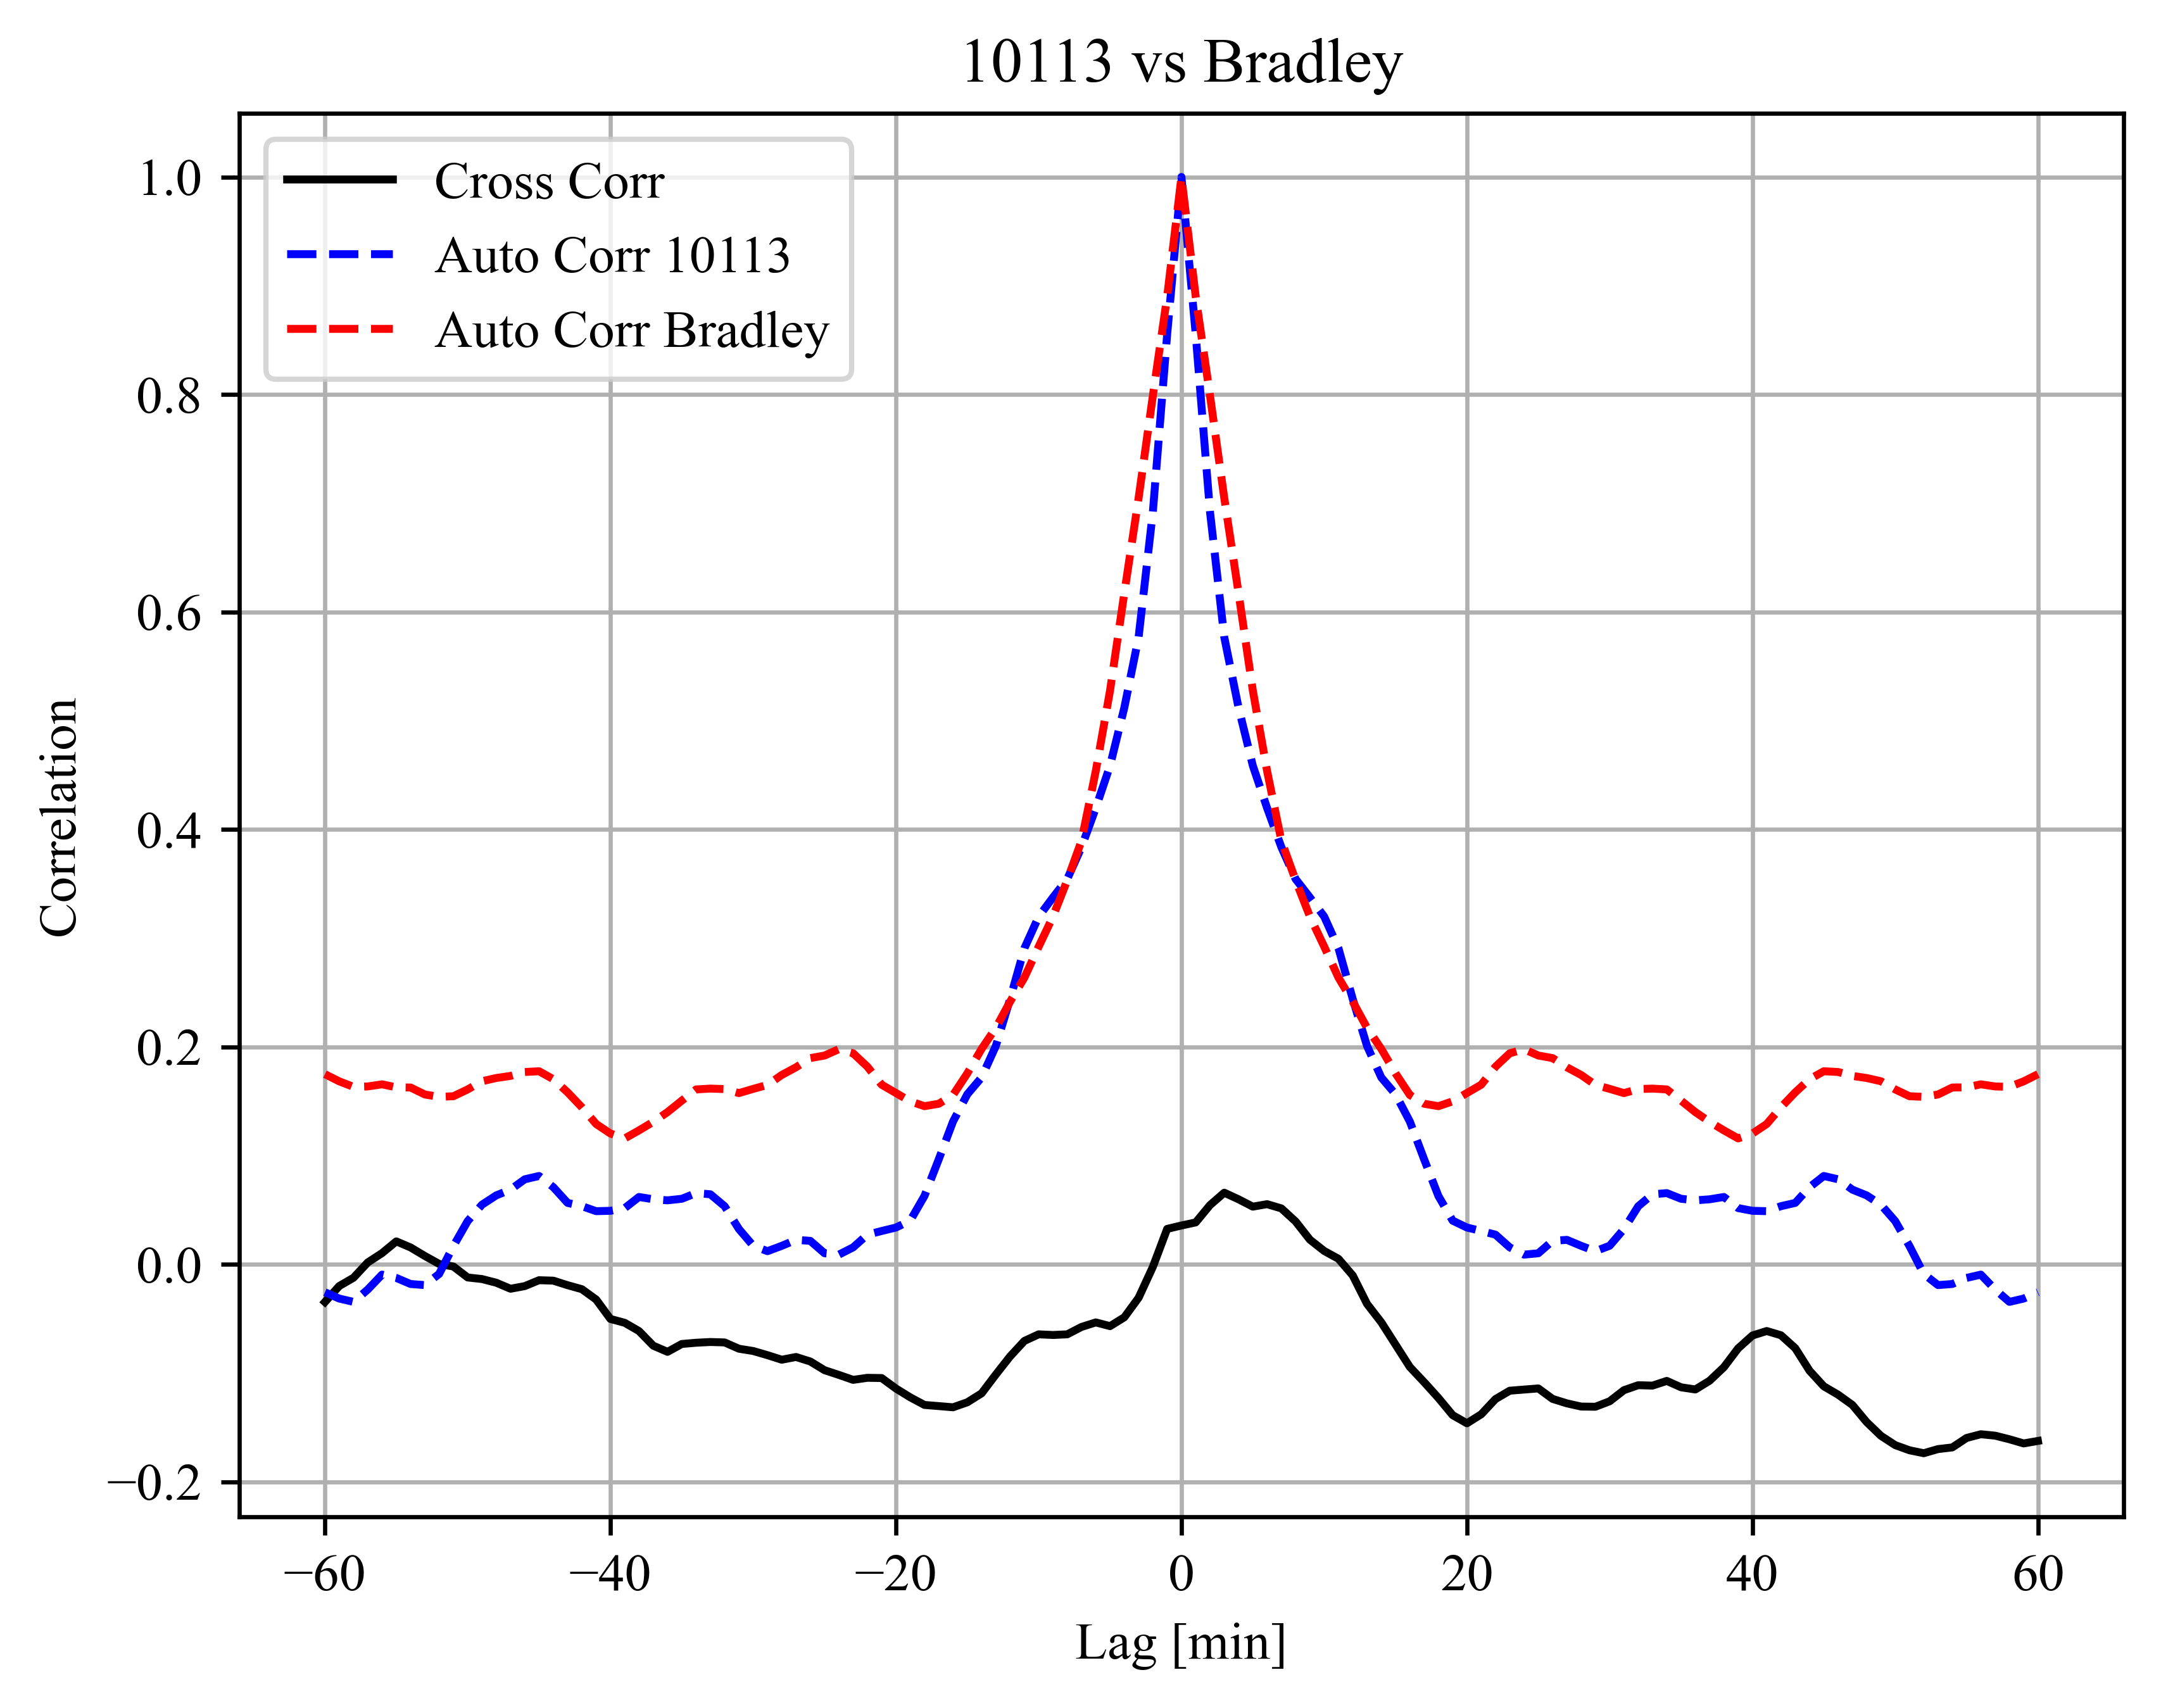 10113 vs Bradley
Cross Corr
Auto Corr 10113
Auto Corr Bradley
1.0
0.8
0.6
0.4
0.2
0.0
−0.2
Correlation
−60 −40 −20 0 20 40 60
Lag [min]